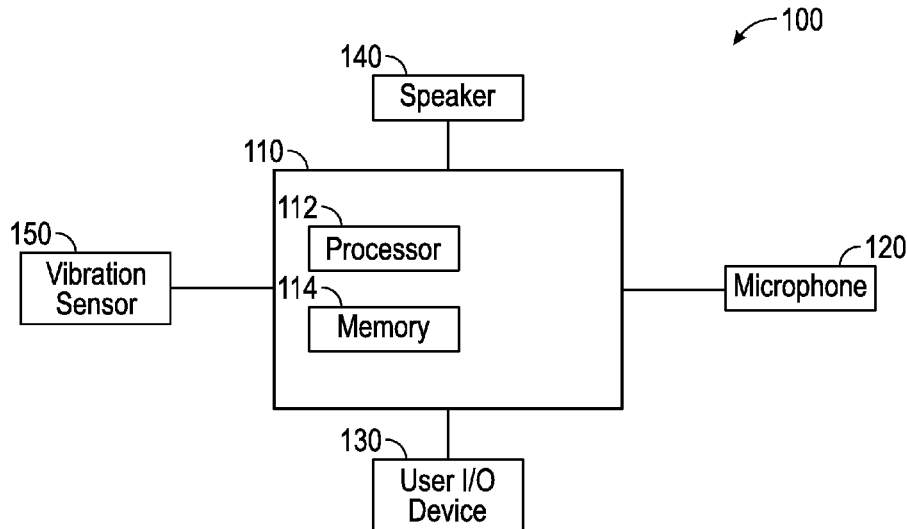 100
140
Speaker
110
112
Processor
150
Vibration
Sensor
114
Memory
120
Microphone
130
User I/O
Device